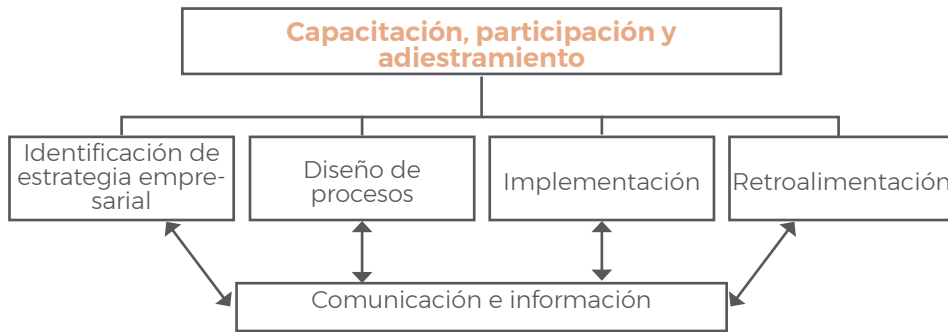 Capacitación, participación y
adiestramiento
Identificación de
estrategia empre-
sarial
Diseño de
procesos
Implementación
Retroalimentación
Comunicación e información